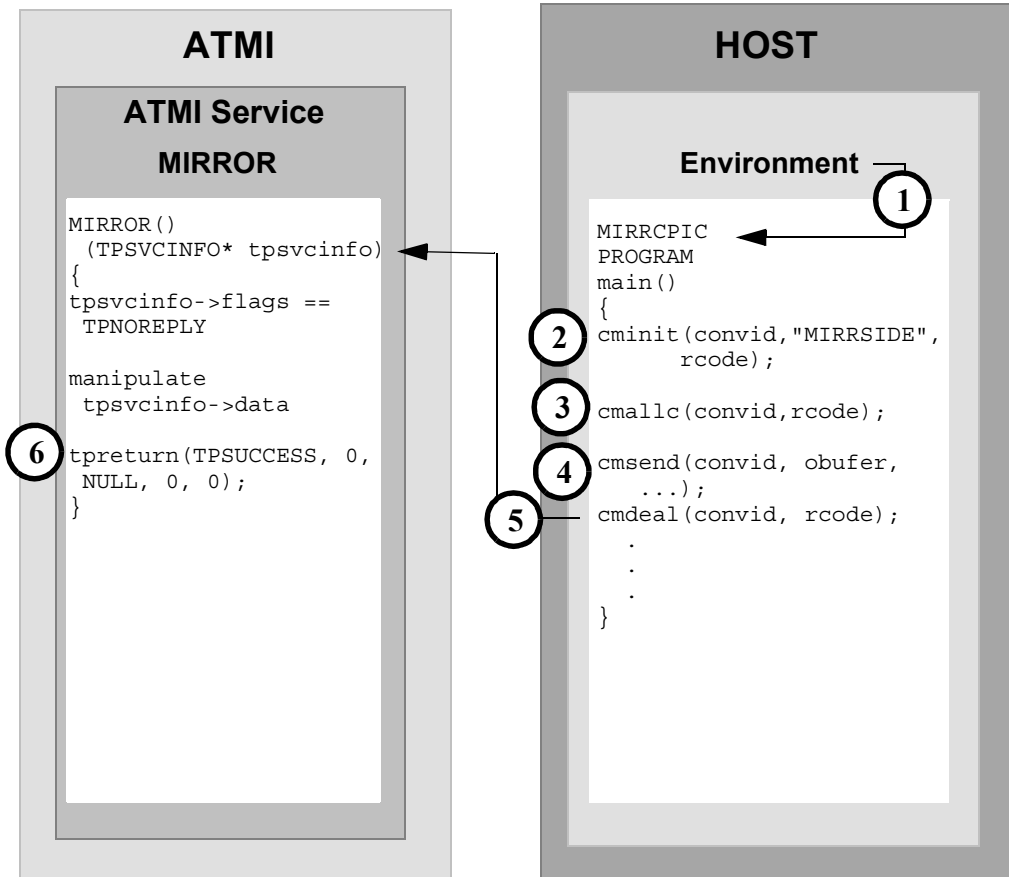 ATMI
ATMI Service
MIRROR
MIRROR()
(TPSVCINFO* tpsvcinfo)
{
tpsvcinfo->flags ==
TPNOREPLY
manipulate
tpsvcinfo->data
6
tpreturn(TPSUCCESS, 0,
NULL, 0, 0);
}
HOST
Environment
1
MIRRCPIC
PROGRAM
main()
{
2
cminit(convid,"MIRRSIDE",
rcode);
3
cmallc(convid,rcode);
4
cmsend(convid, obufer,
...);
5
cmdeal(convid, rcode);
.
.
.
}